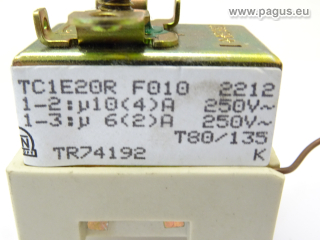 © www.pagus.eu
TC1E20R F010 2212
1-2:µ10(4)A 250V~
1-3:µ 6(2)A 250V~
T80/135
TR74192 K